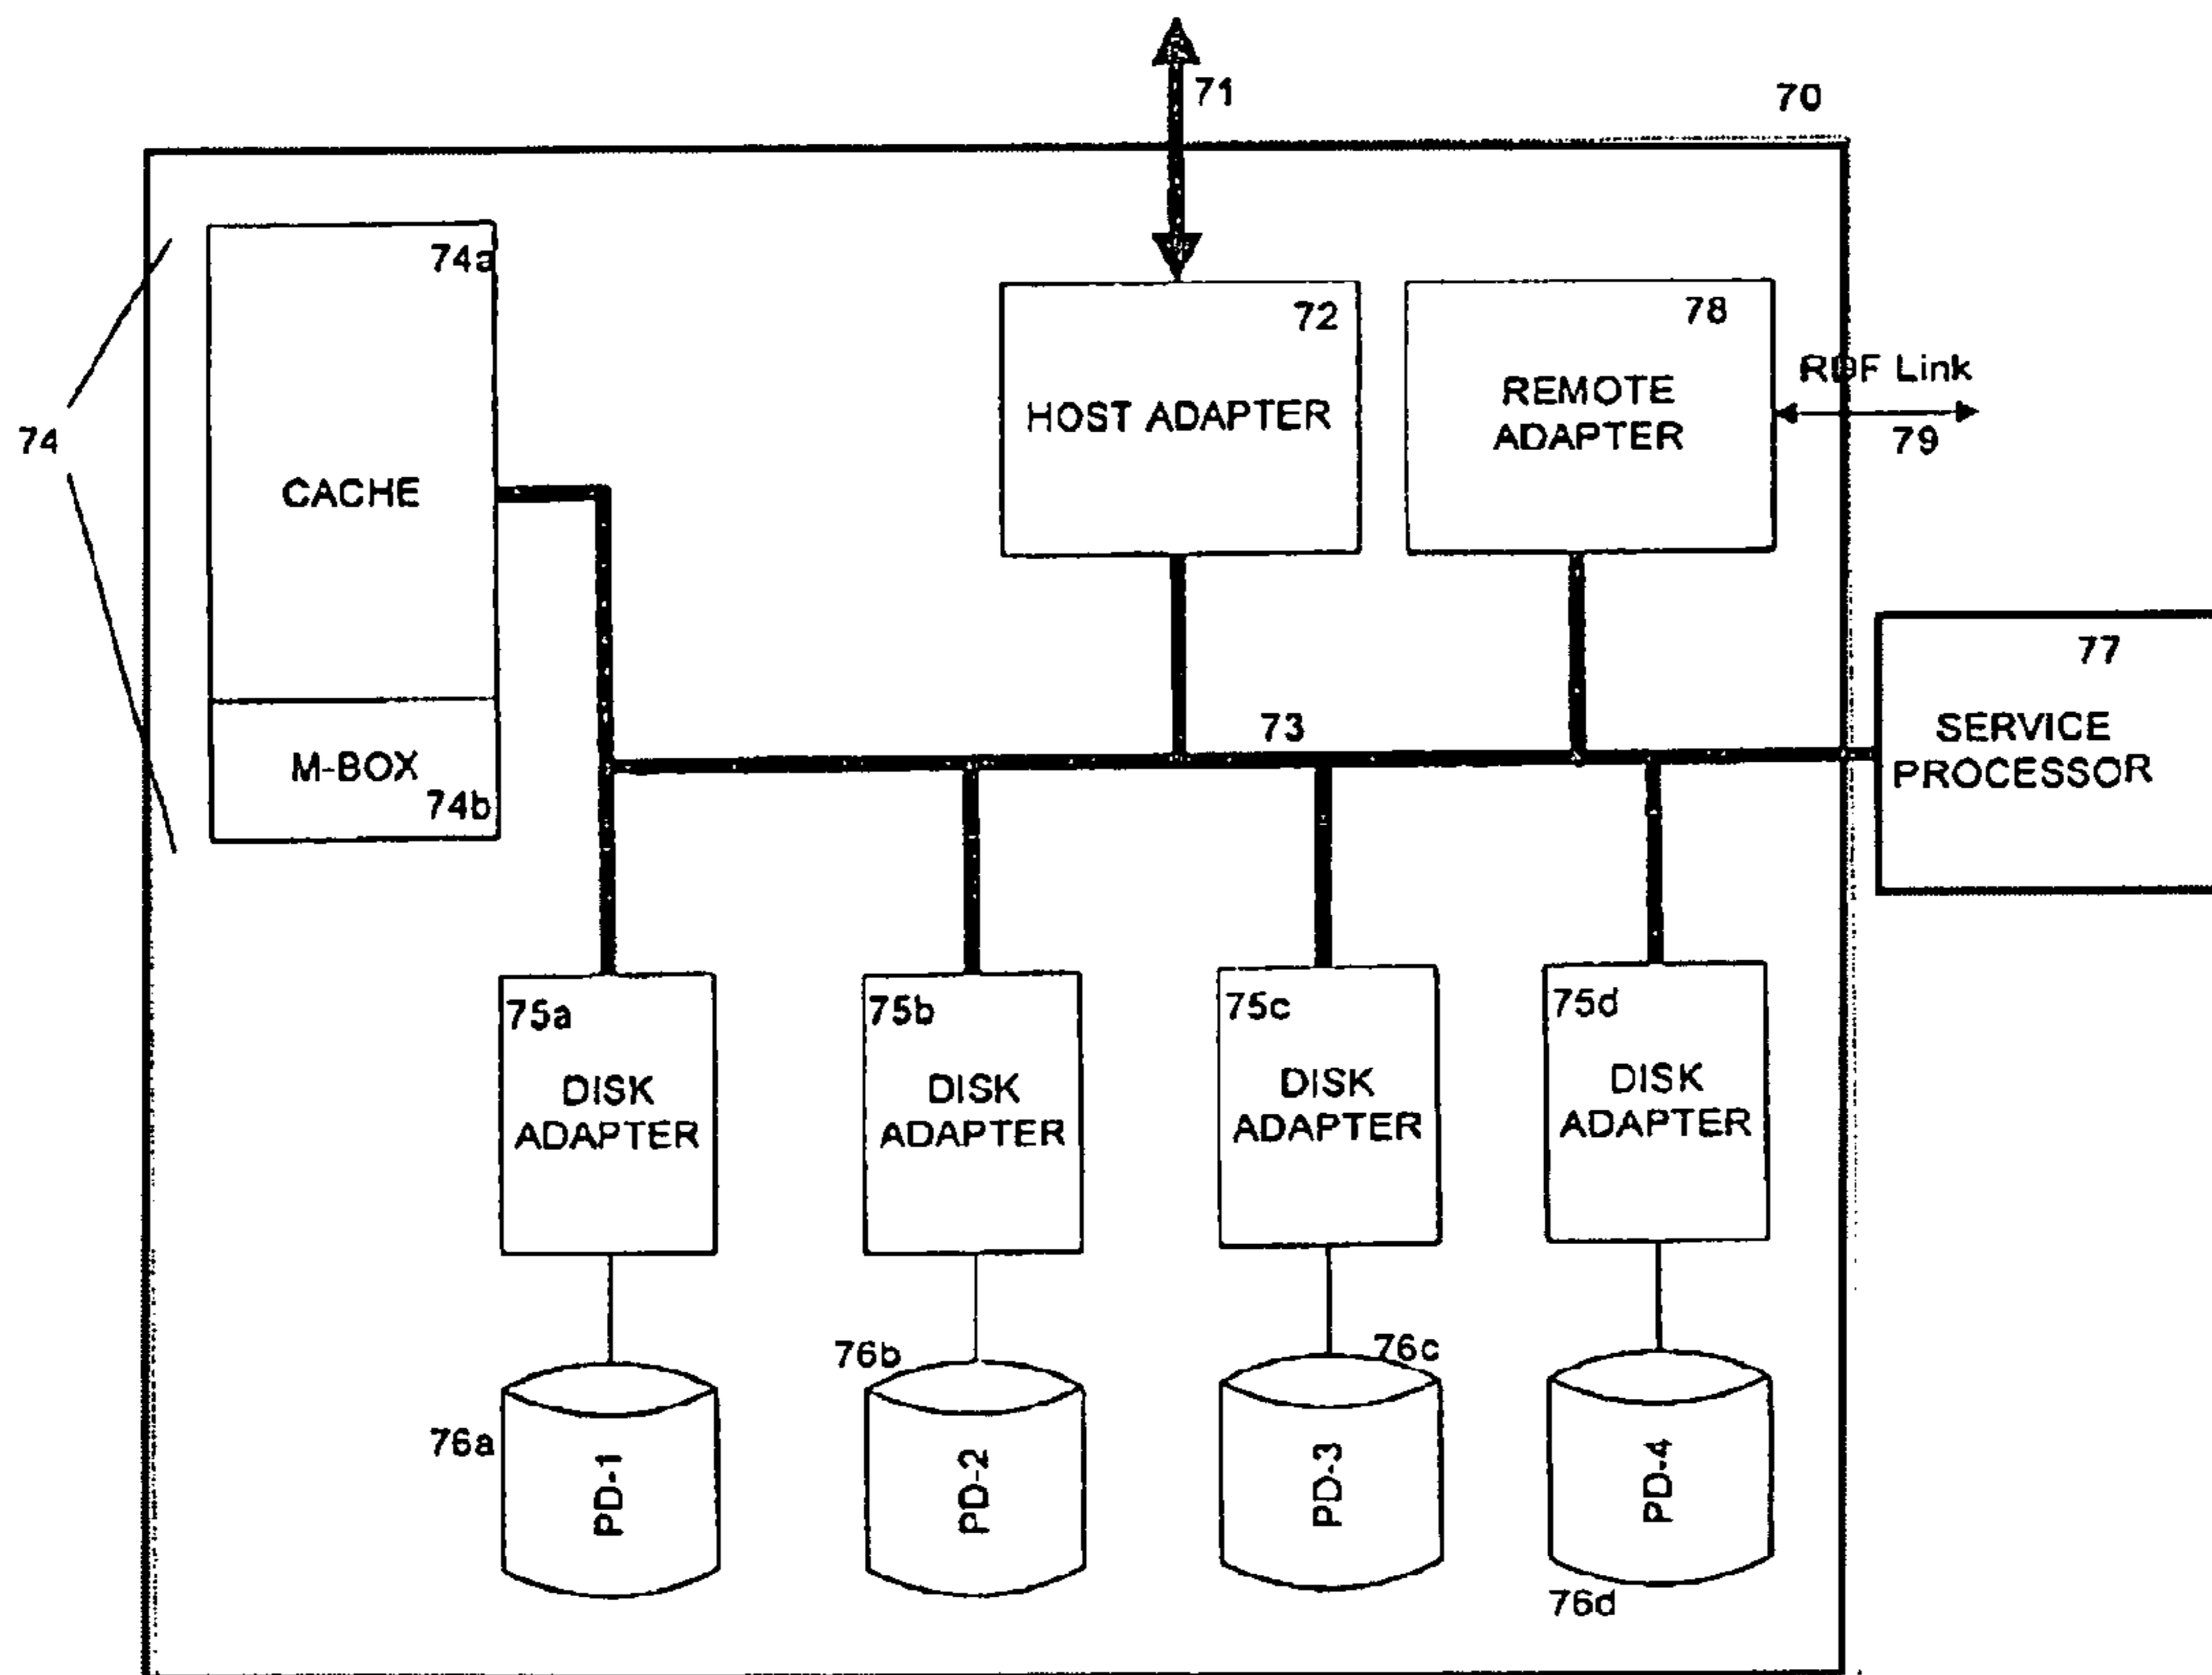 71
70
74a
72
78
RDF Link
HOST ADAPTER
REMOTE
ADAPTER
79
74
CACHE
77
73
SERVICE
PROCESSOR
M-BOX
74b
75a
75b
75c
75d
DISK
ADAPTER
DISK
ADAPTER
DISK
ADAPTER
DISK
ADAPTER
76b
76c
76a
PD-1
PD-2
PD-3
PD-4
76d